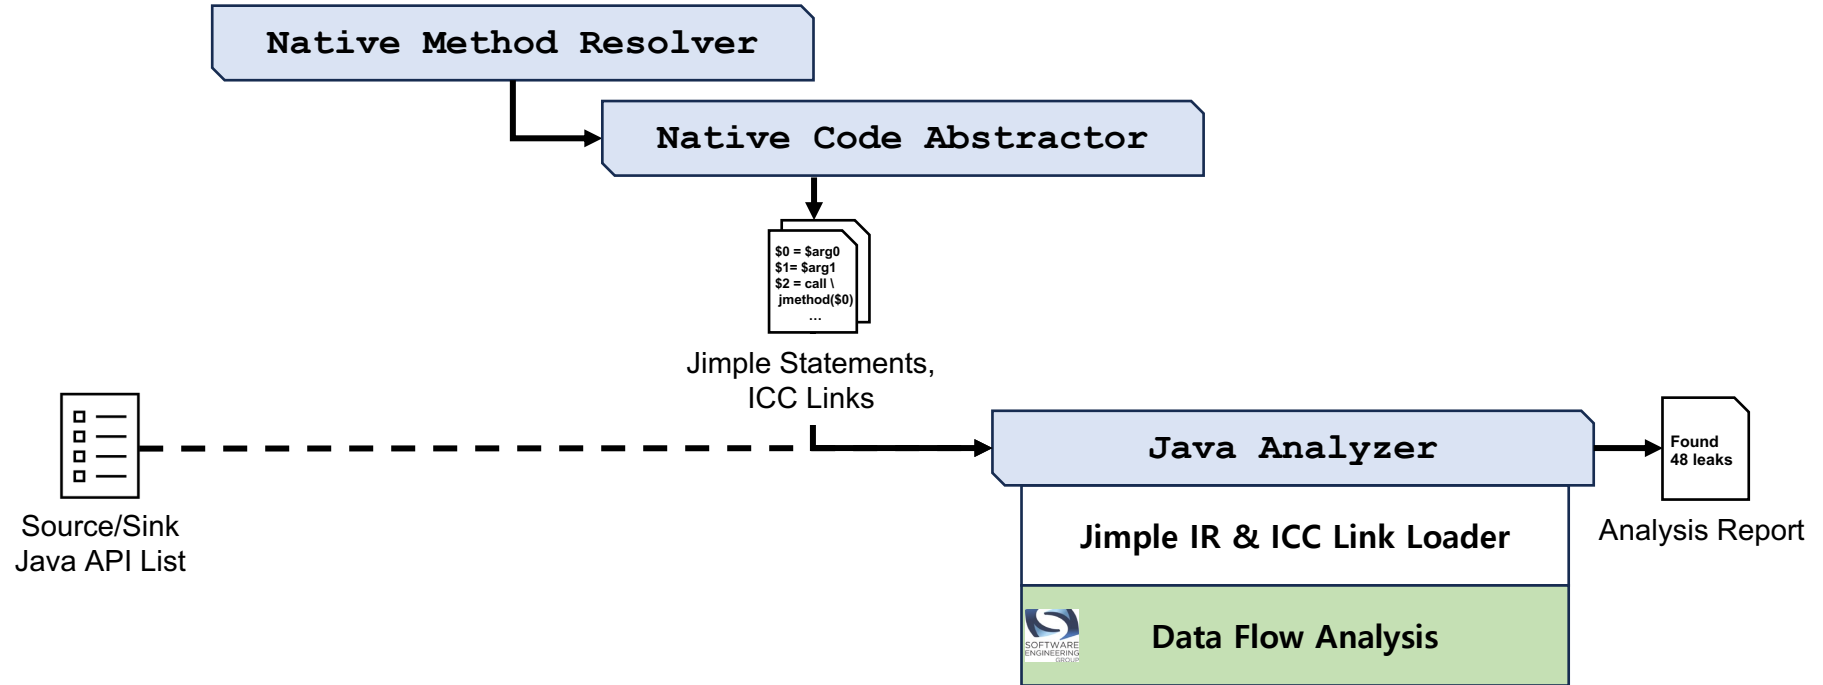 Native Method Resolver
Native Code Abstractor
$0 = $arg0
$1= $arg1
$2 = call \
jmethod($0)
...
Jimple Statements,
ICC Links
Source/Sink
Java API List
Java Analyzer
Jimple IR & ICC Link Loader
SOFTWARE
ENGINEERING
GROUP
Data Flow Analysis
Found
48 leaks
Analysis Report